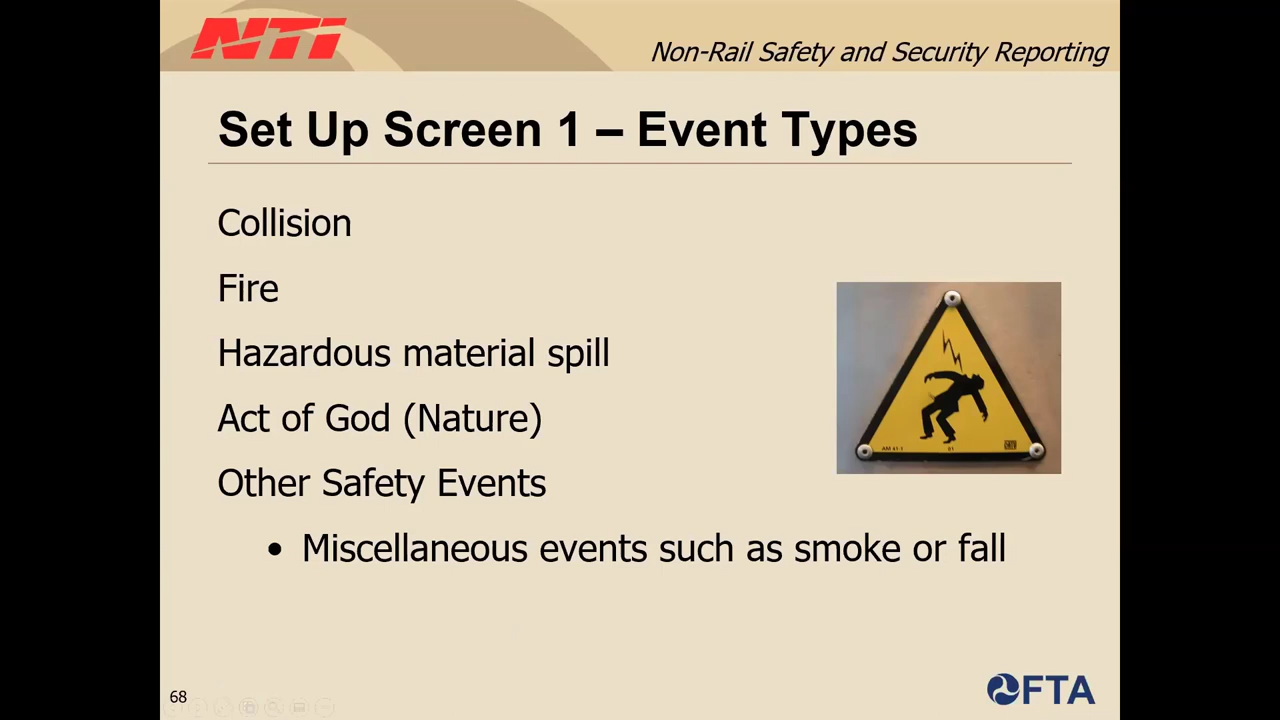 NTI
Non-Rail Safety and Security Reporting
Set Up Screen 1 – Event Types
Collision
Fire
Hazardous material spill
Act of God (Nature)
Other Safety Events
• Miscellaneous events such as smoke or fall
68
FTA